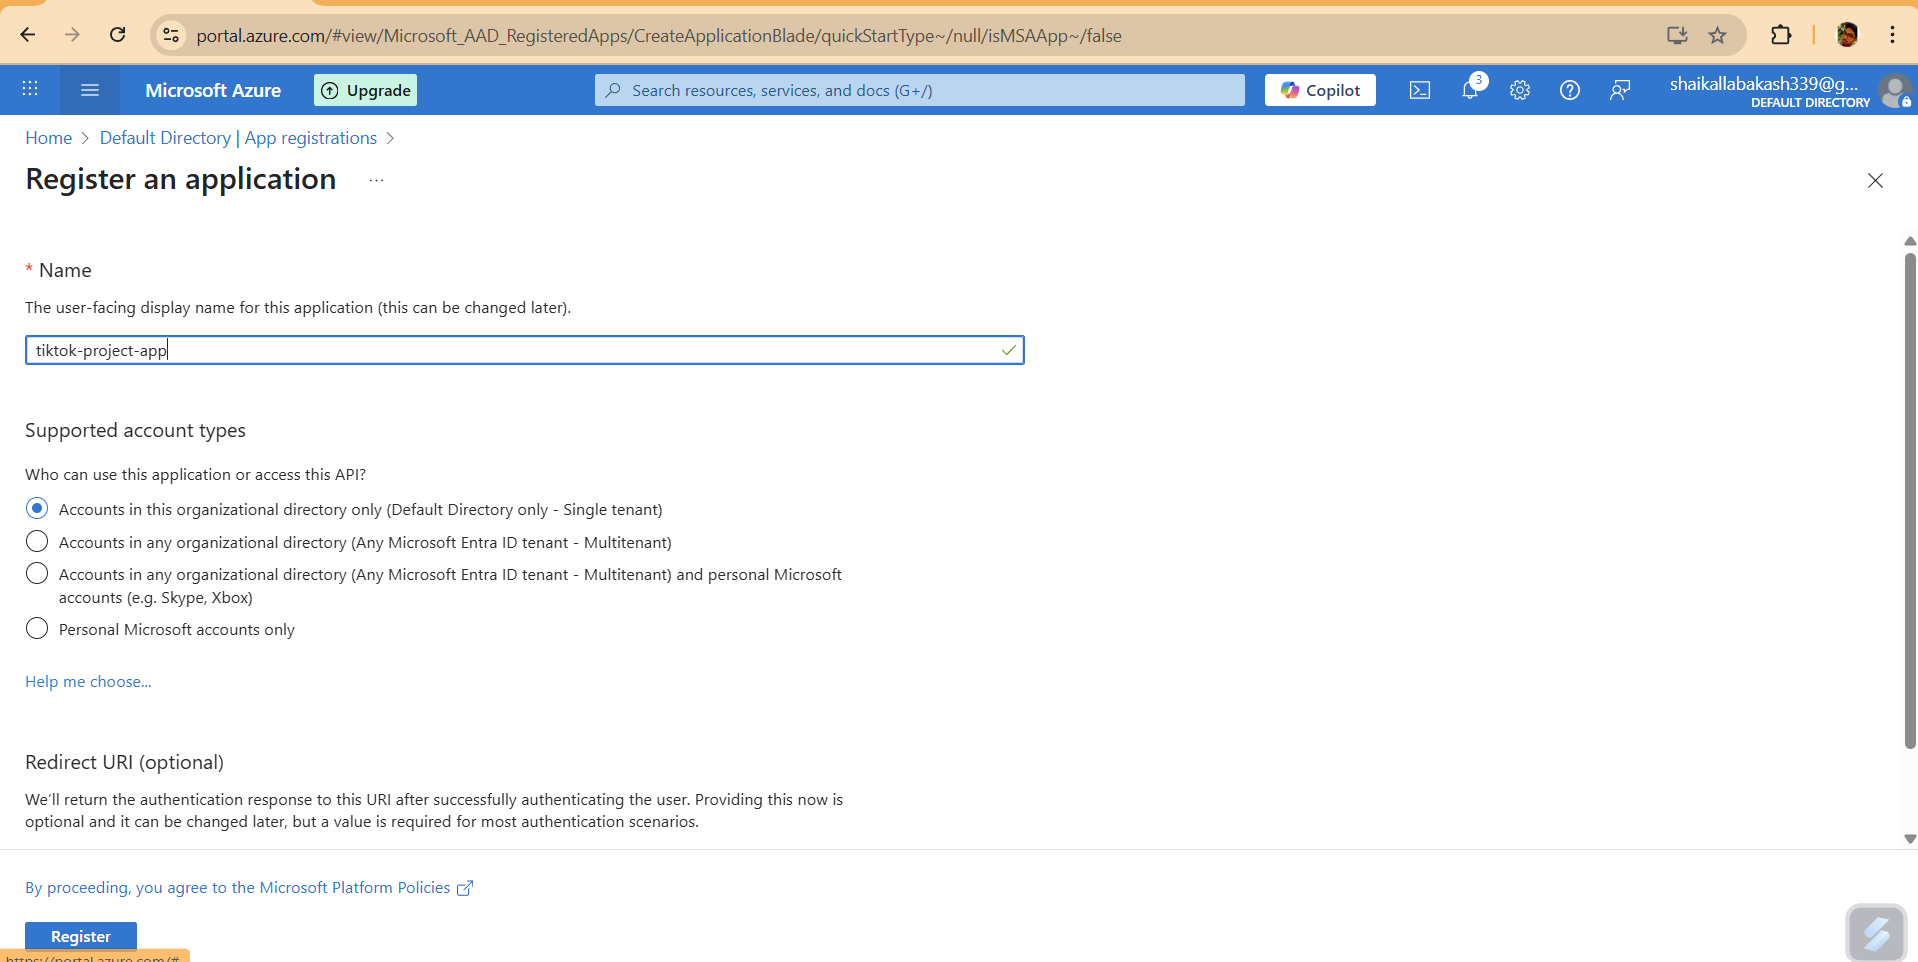 portal.azure.com/#view/Microsoft_AAD_RegisteredApps/CreateApplicationBlade/quickStartType~/null/isMSAApp~/false
Microsoft Azure
Upgrade
Search resources, services, and docs (G+/)
Copilot
3
shaikallabakash339@g...
DEFAULT DIRECTORY
Home > Default Directory | App registrations >
Register an application ...
* Name
The user-facing display name for this application (this can be changed later).
tiktok-project-app
Supported account types
Who can use this application or access this API?
Accounts in this organizational directory only (Default Directory only - Single tenant)
Accounts in any organizational directory (Any Microsoft Entra ID tenant - Multitenant)
Accounts in any organizational directory (Any Microsoft Entra ID tenant - Multitenant) and personal Microsoft
accounts (e.g. Skype, Xbox)
Personal Microsoft accounts only
Help me choose...
Redirect URI (optional)
We'll return the authentication response to this URI after successfully authenticating the user. Providing this now is
optional and it can be changed later, but a value is required for most authentication scenarios.
By proceeding, you agree to the Microsoft Platform Policies
Register
https://portal.azure.com/#